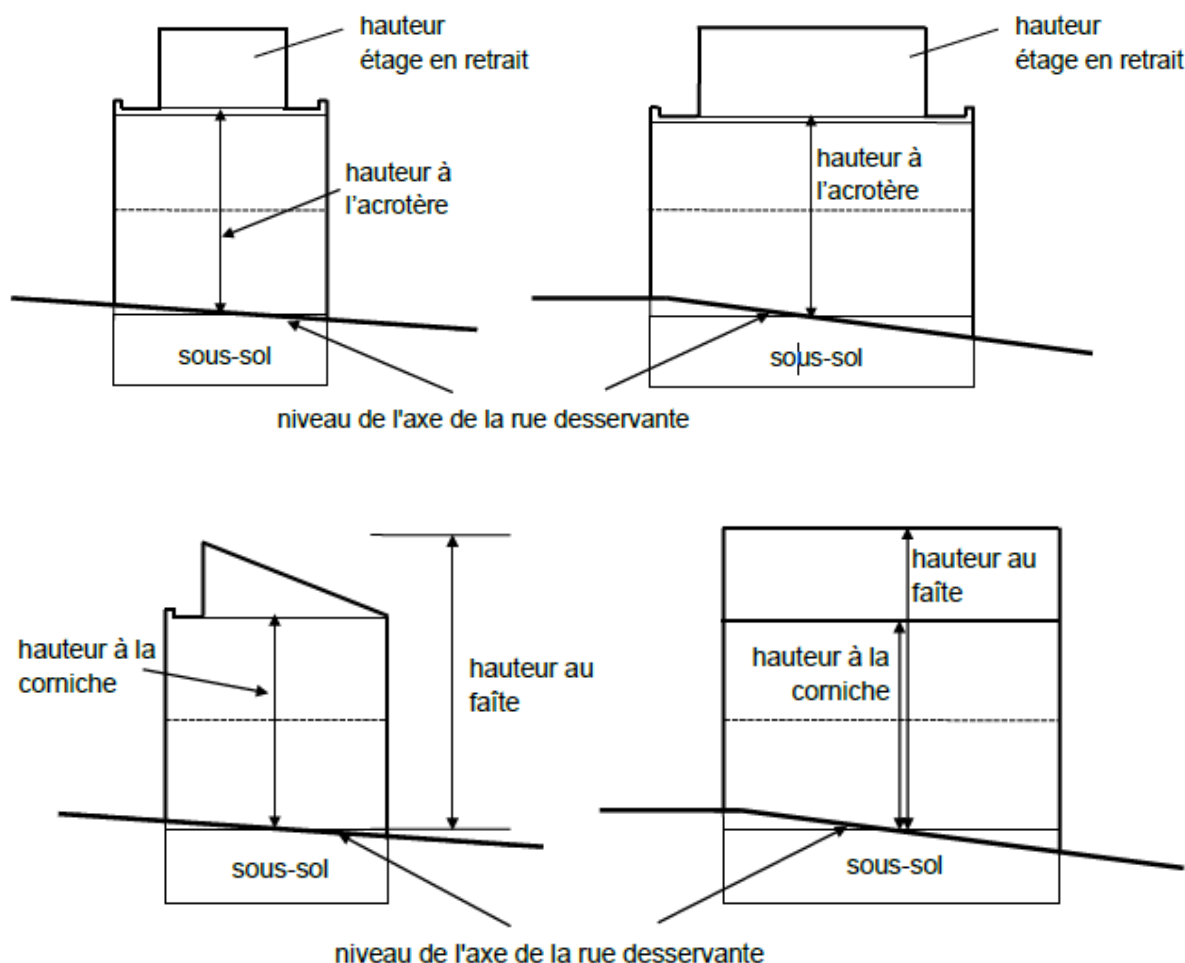 hauteur
étage en retrait
hauteur
étage en retrait
hauteur à
l'acrotère
hauteur à
l'acrotère
sous-sol
sous-sol
niveau de l'axe de la rue desservante
hauteur à la
corniche
hauteur au
faîte
hauteur au
faîte
hauteur à la
corniche
sous-sol
sous-sol
niveau de l'axe de la rue desservante